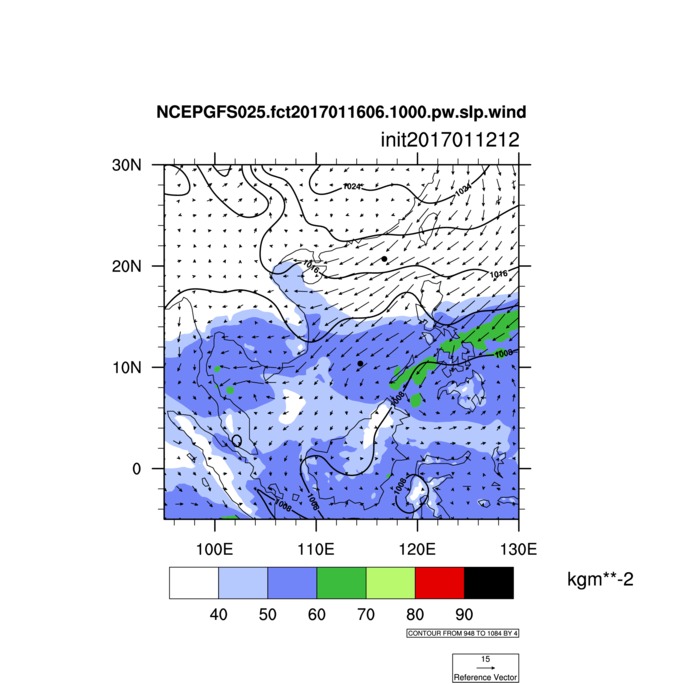 NCEPGFS025.fct2017011606.1000.pw.slp.wind
init2017011212
30N
1024
1024
20N
1016
1016
10N
1008
1008
0
1008
1008
1008
100E 110E 120E 130E
kgm**-2
40 50 60 70 80 90
CONTOUR FROM 948 TO 1084 BY 4
15
Reference Vector